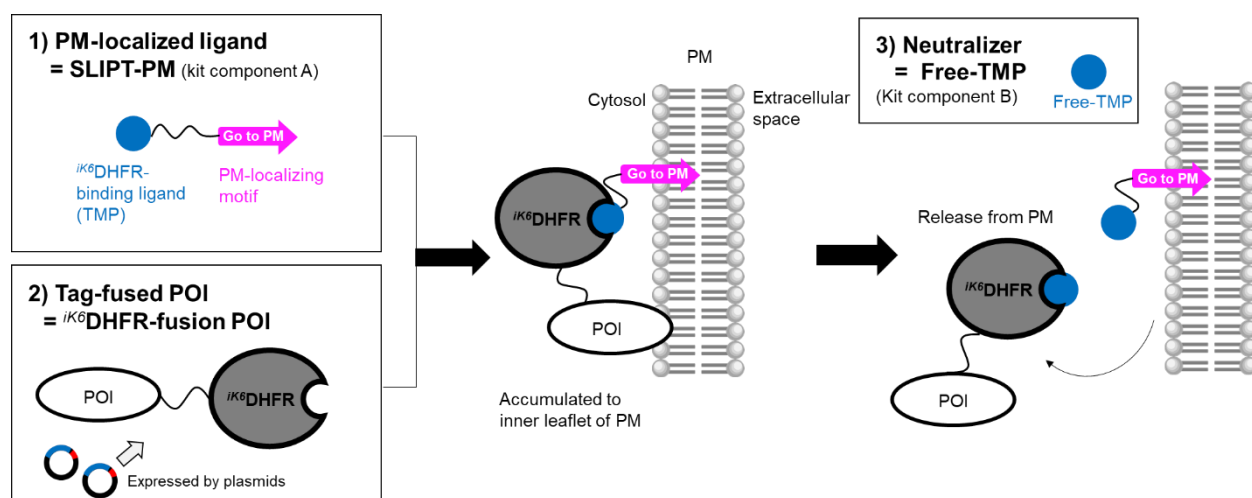 1) PM-localized ligand
= SLIPT-PM (kit component A)
Go to PM
iK6DHFR-
binding ligand
(TMP)
PM-localizing
motif
2) Tag-fused POI
= iK6DHFR-fusion POI
POI
iK6DHFR
Expressed by plasmids
PM
Cytosol
Extracellular
space
Go to PM
iK6DHFR
POI
Accumulated to
inner leaflet of PM
3) Neutralizer
= Free-TMP
(Kit component B)
Free-TMP
Go to PM
Release from PM
iK6DHFR
POI